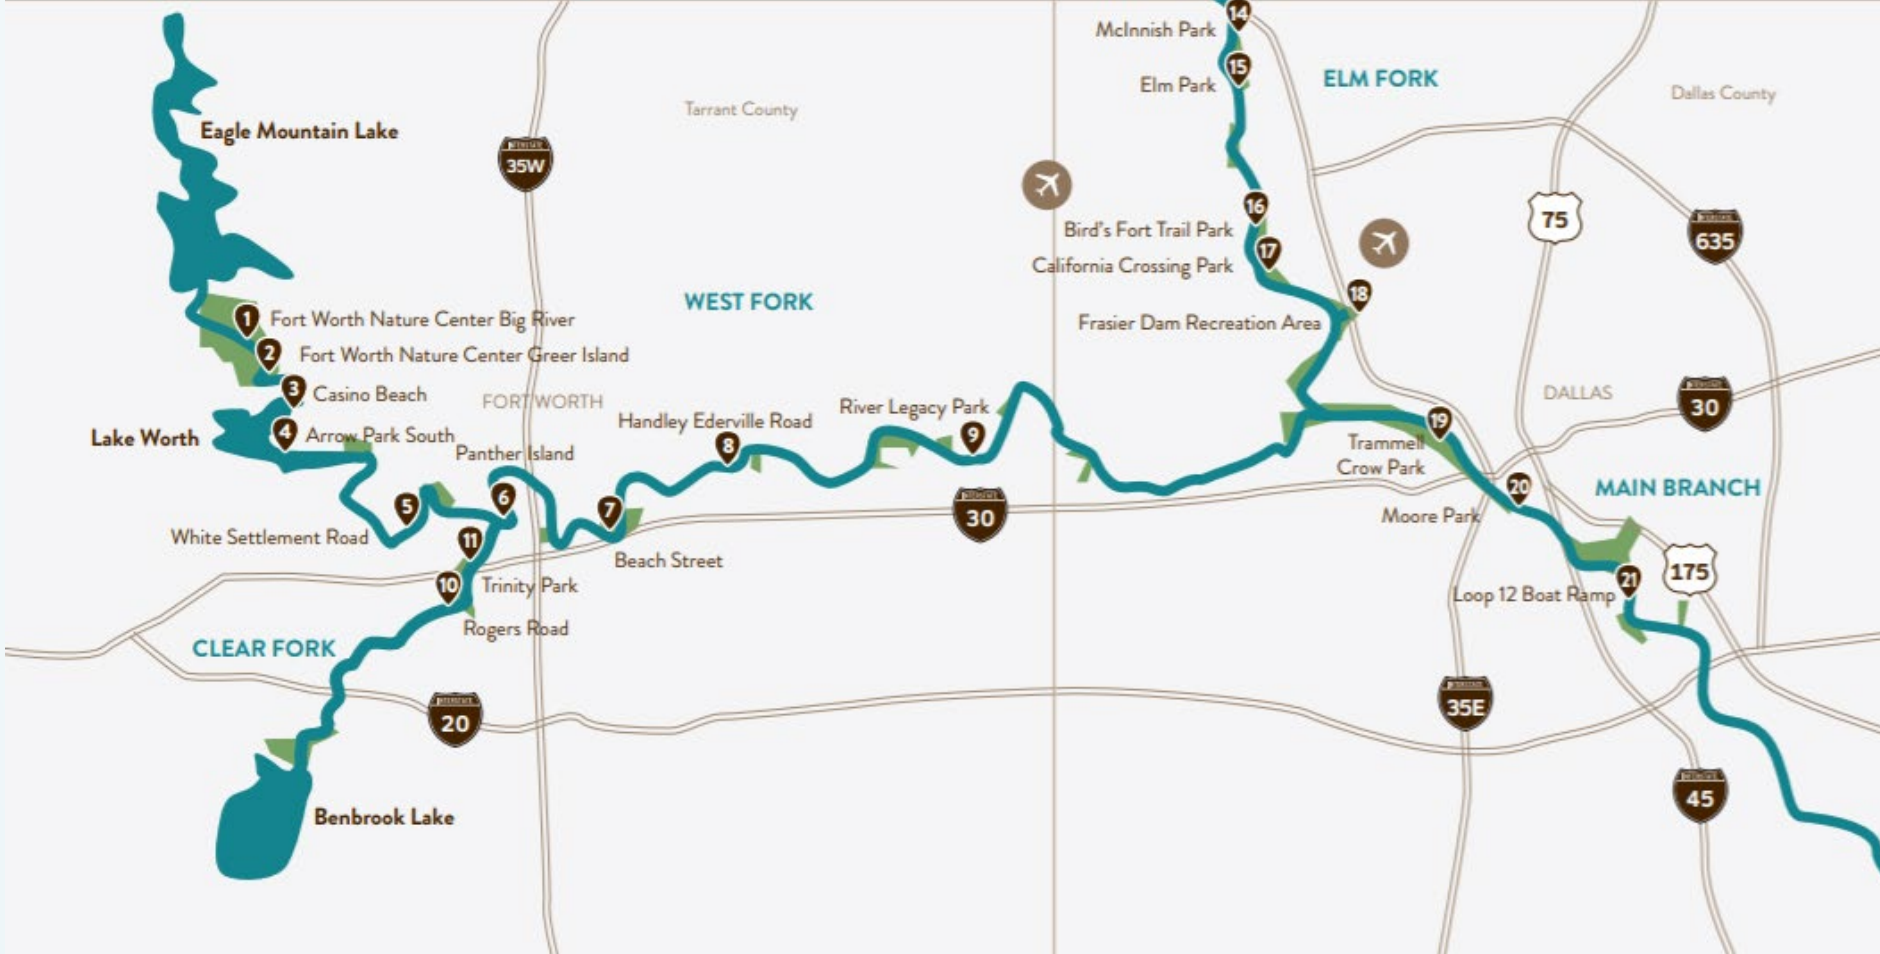 14
McInnish Park
15
Elm Park
ELM FORK
Dallas County
Tarrant County
Eagle Mountain Lake
35W
16
Bird's Fort Trail Park
17
California Crossing Park
75
635
18
Frasier Dam Recreation Area
WEST FORK
1
Fort Worth Nature Center Big River
2
Fort Worth Nature Center Greer Island
3
Casino Beach
FORT WORTH
DALLAS
30
Lake Worth
4
Arrow Park South
Panther Island
Handley Ederville Road
8
River Legacy Park
9
19
Trammell
Crow Park
20
Moore Park
MAIN BRANCH
5
White Settlement Road
6
7
Beach Street
30
11
10
Trinity Park
Rogers Road
175
21
Loop 12 Boat Ramp
CLEAR FORK
20
35E
45
Benbrook Lake